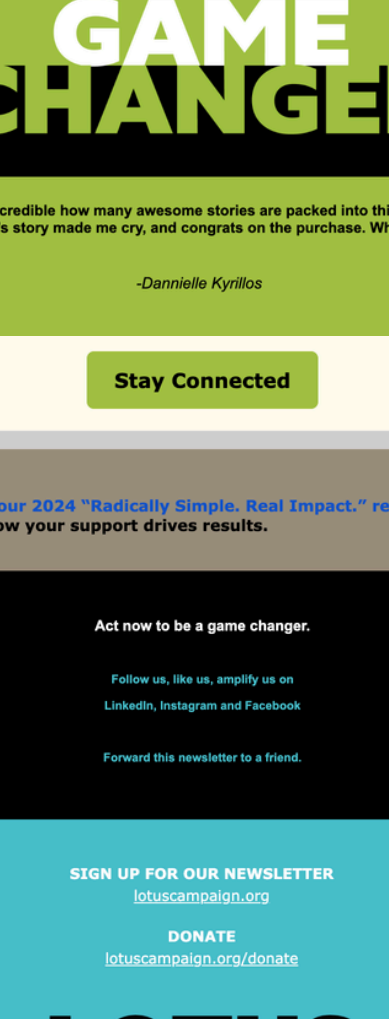 GAME
CHANGE
credible how many awesome stories are packed into thi
's story made me cry, and congrats on the purchase. Wh
-Dannielle Kyrillos
Stay Connected
our 2024 “Radically Simple. Real Impact.” re
ow your support drives results.
Act now to be a game changer.
Follow us, like us, amplify us on
LinkedIn, Instagram and Facebook
Forward this newsletter to a friend.
SIGN UP FOR OUR NEWSLETTER
lotuscampaign.org
DONATE
lotuscampaign.org/donate
LOTUS